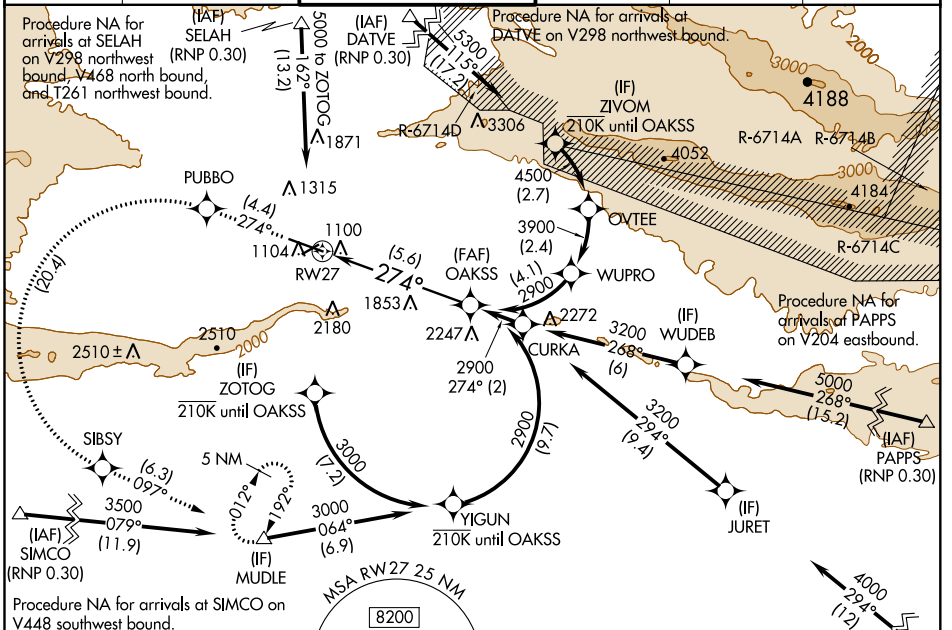 Procedure NA for
arrivals at SELAH
on V298 northwest
bound, V468 north bound,
and T261 northwest bound.
(IAF)
SELAH
(RNP 0.30)
5000 to ZOTOG
162°
(13.2)
(IAF)
DATVE
(RNP 0.30)
Procedure NA for arrivals at
DATVE on V298 northwest bound.
5300
115°
(17.2)
2000
3000
4188
(IF)
ZIVOM
210K until OAKSS
R-6714D
3306
R-6714A
R-6714B
1871
4052
3000
4184
4500
(2.7)
1315
PUBBO
OVTEE
(4.4)
274°
3900
(2.4)
R-6714C
1104
1100
RW27
(5.6)
274°
(FAF)
OAKSS
(4.1)
2900
WUPRO
(20.4)
1853
2180
2247
2272
Procedure NA for
arrivals at PAPPS
on V204 eastbound.
(IF)
WUDEB
3200
268°
(6)
CURKA
2510
2510 ±
2000
2900
274° (2)
(IF)
ZOTOG
210K until OAKSS
5000
268°
(15.2)
(IAF)
PAPPS
(RNP 0.30)
3200
294°
(9.4)
2900
(9.7)
SIBSY
(6.3)
097°
3000
(7.2)
5 NM
012°
192°
(IF)
JURET
3500
079°
(11.9)
3000
064°
(6.9)
YIGUN
210K until OAKSS
(IAF)
SIMCO
(RNP 0.30)
(IF)
MUDLE
4000
294°
(12)
MSA RW27 25 NM
8200
Procedure NA for arrivals at SIMCO on
V448 southwest bound.